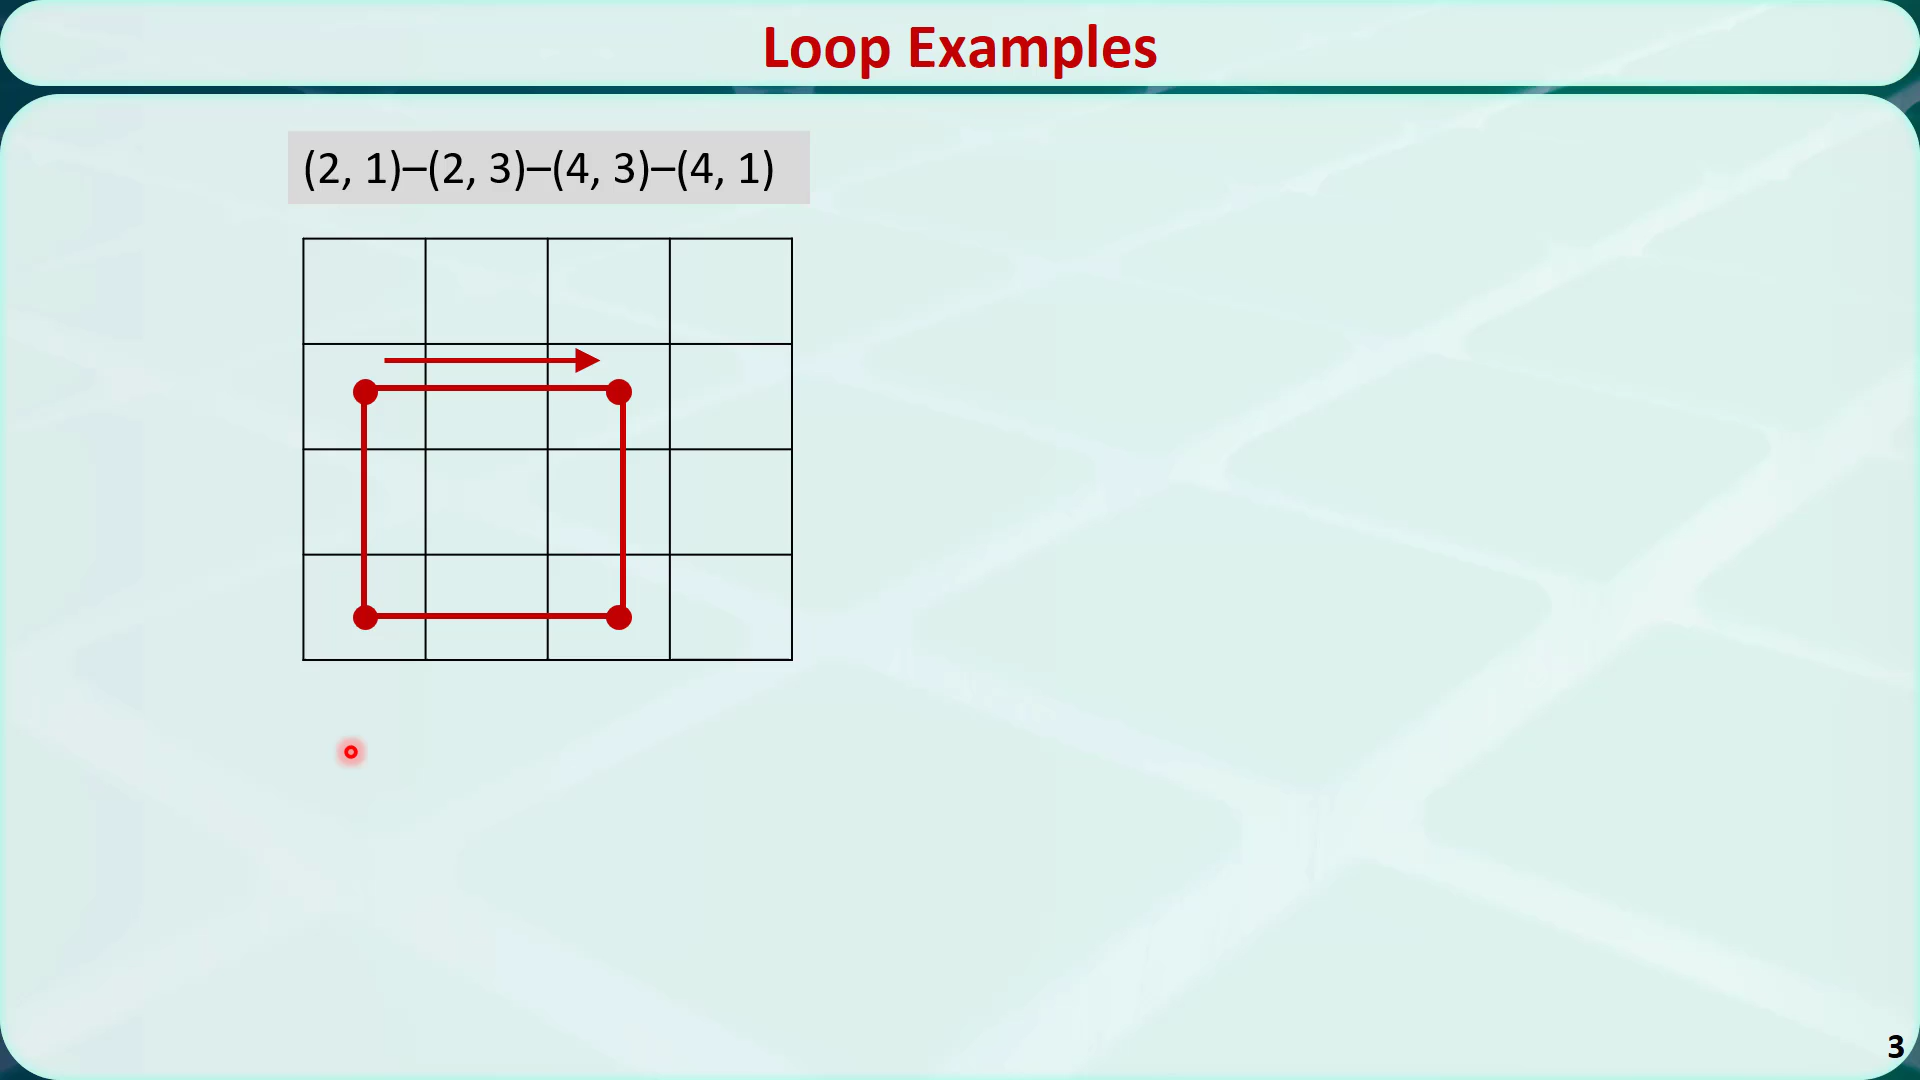 Loop Examples
(2, 1)–(2, 3)–(4, 3)–(4, 1)
3